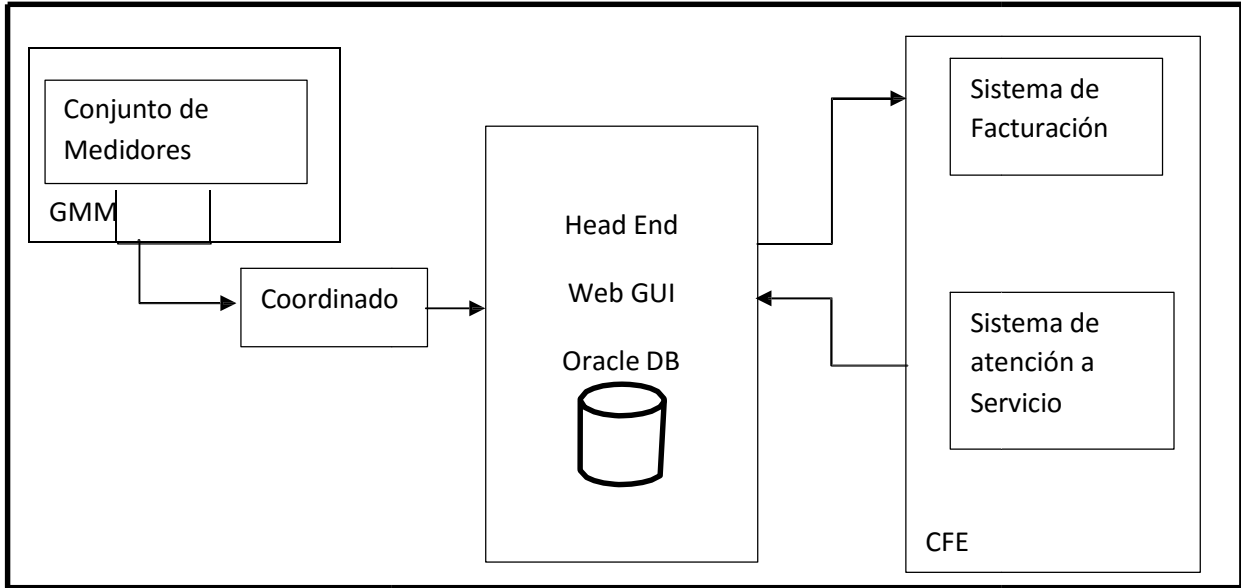 Conjunto de
Medidores
GMM
Coordinado
Head End
Web GUI
Oracle DB
Sistema de
Facturación
Sistema de
atención a
Servicio
CFE